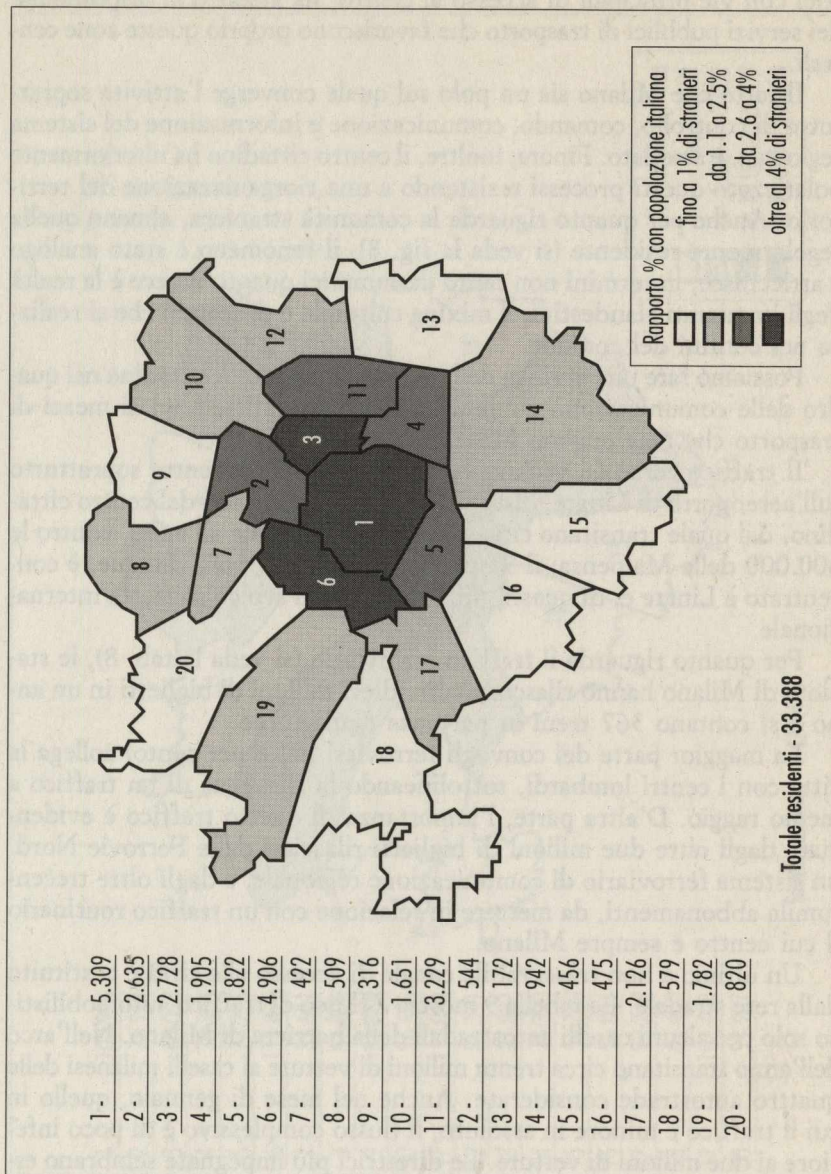 1 - 5.309
2 - 2.635
3 - 2.728
4 - 1.905
5 - 1.822
6 - 4.906
7 - 422
8 - 509
9 - 316
10 - 1.651
11 - 3.229
12 - 544
13 - 172
14 - 942
15 - 456
16 - 475
17 - 2.126
18 - 579
19 - 1.782
20 - 820
Totale residenti - 33.388
20
8
9
10
12
7
2
19
3
11
6
1
4
13
18
17
5
14
16
15
Rapporto % con popolazione italiana
fino a 1% di stranieri
da 1,1 a 2.5%
da 2,6 a 4%
oltre di 4% di stranieri